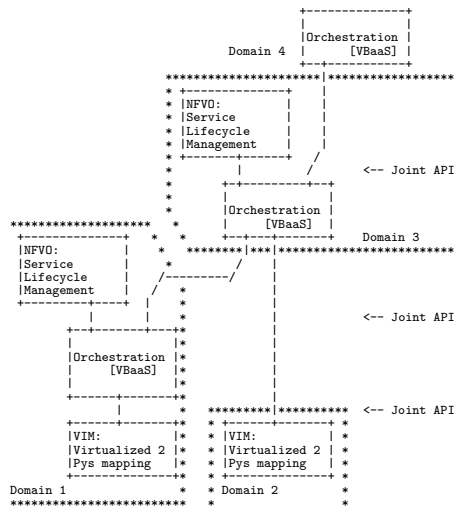 Orchestration
Domain 4 [VBaaS]
NFVO:
Service
Lifecycle
Management
<-- Joint API
Orchestration
[VBaaS]
Domain 3
NFVO:
Service
Lifecycle
Management
<-- Joint API
Orchestration
[VBaaS]
<-- Joint API
VIM: VIM:
Virtualized 2 Virtualized 2
Pys mapping Pys mapping
Domain 1 Domain 2